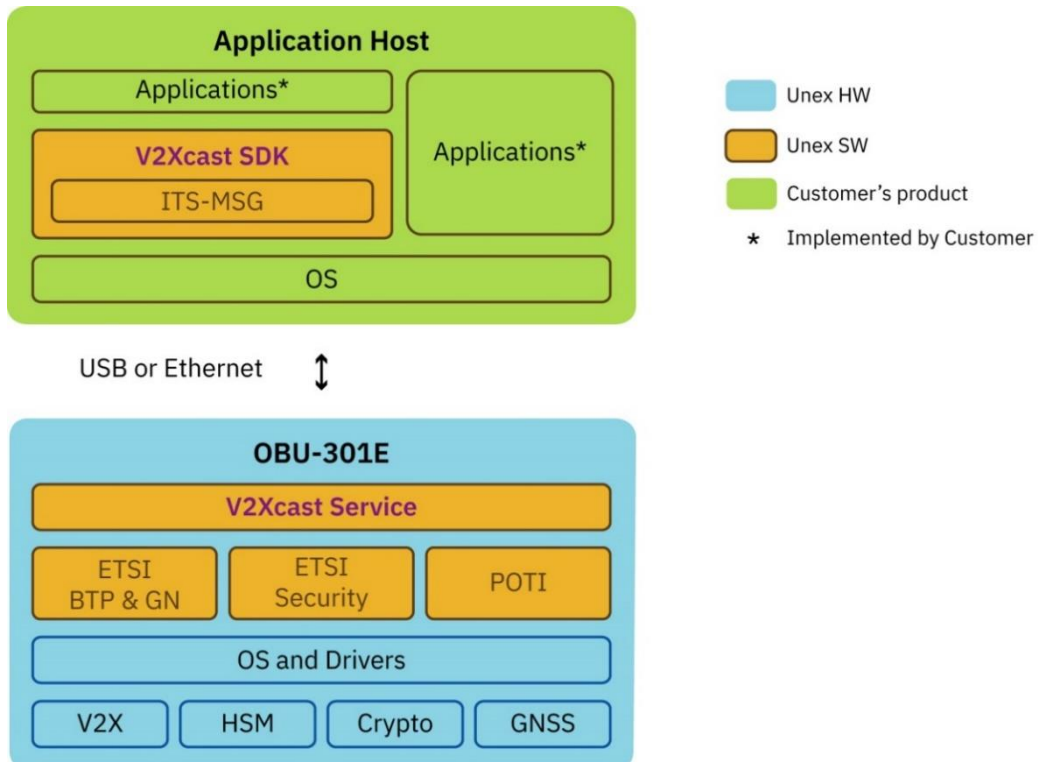 Application Host
Applications*
V2Xcast SDK
ITS-MSG
Applications*
OS
Unex HW
Unex SW
Customer's product
* Implemented by Customer
USB or Ethernet
OBU-301E
V2Xcast Service
ETSI
BTP & GN
ETSI
Security
POTI
OS and Drivers
V2X
HSM
Crypto
GNSS